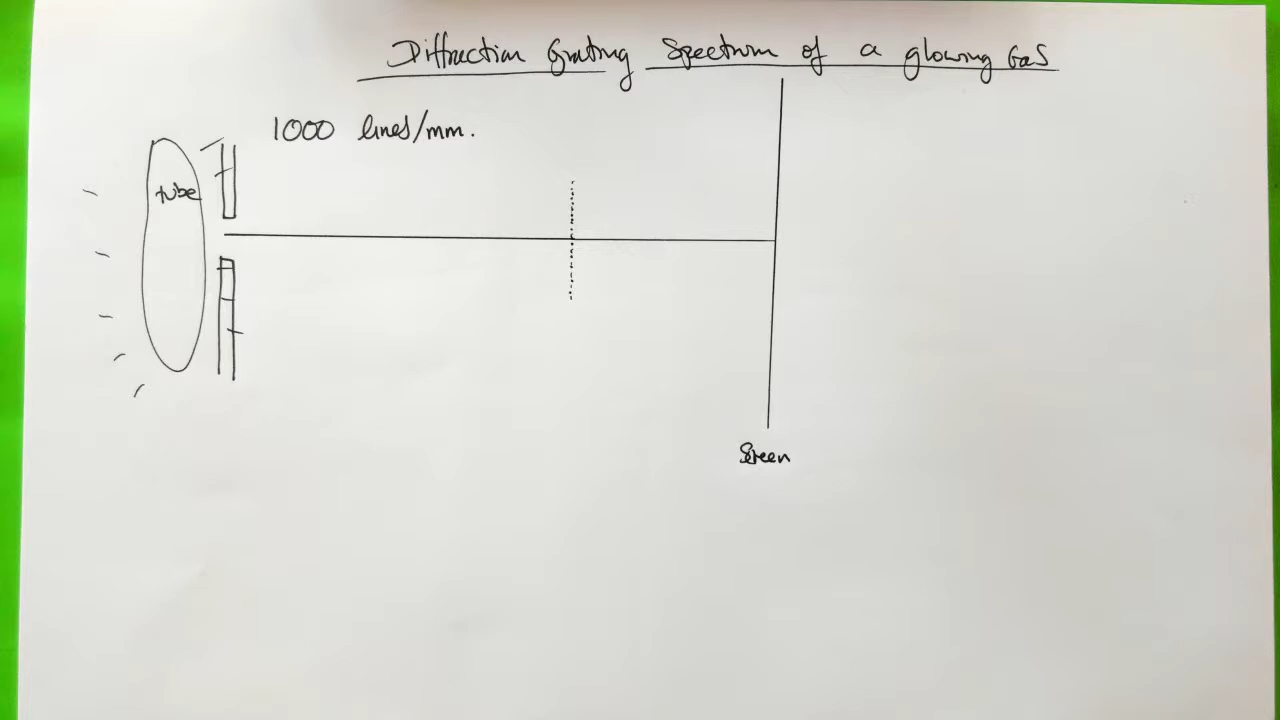 Diffraction Grating Spectrum of a glowing Gas
1000 lines/mm.
tube
Screen